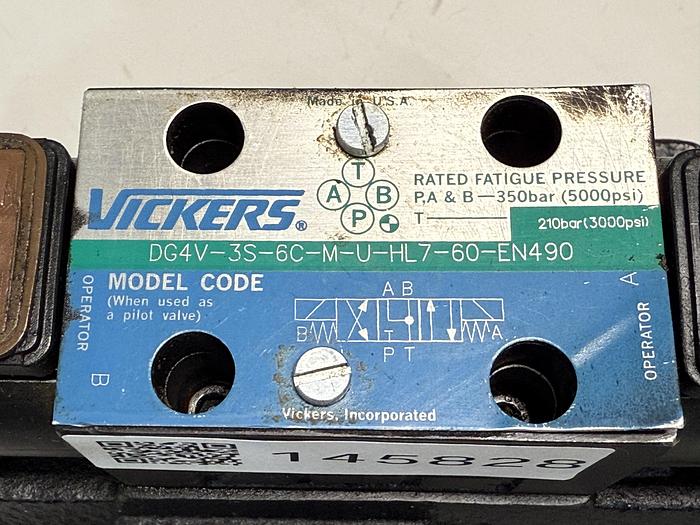 Made in U.S.A
T
A B
P
VICKERS®
RATED FATIGUE PRESSURE
P,A & B—350bar (5000psi)
T— 210bar(3000psi)
DG4V-3S-6C-M-U-HL7-60-EN490
MODEL CODE
(When used as
a pilot valve)
OPERATOR B
A B
B T A
P T
OPERATOR A
Vickers, Incorporated
145828